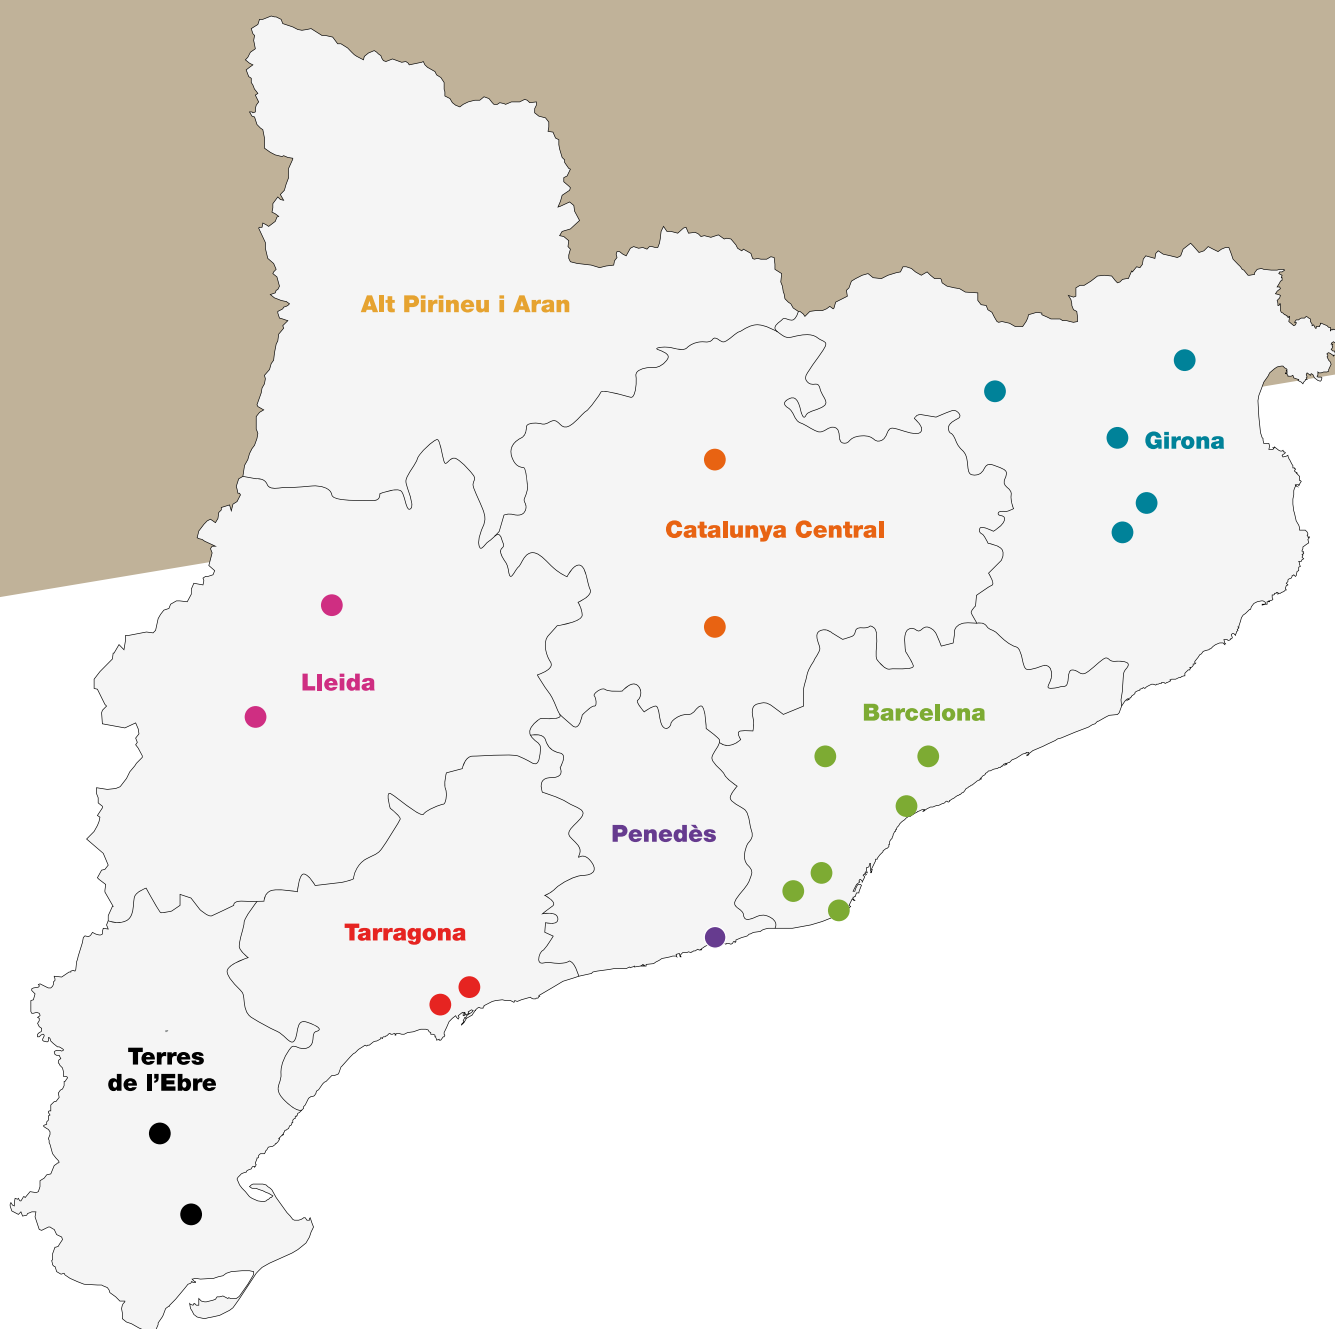 Alt Pirineu i Aran
Girona
Catalunya Central
Lleida
Barcelona
Penedès
Tarragona
Terres
de l'Ebre